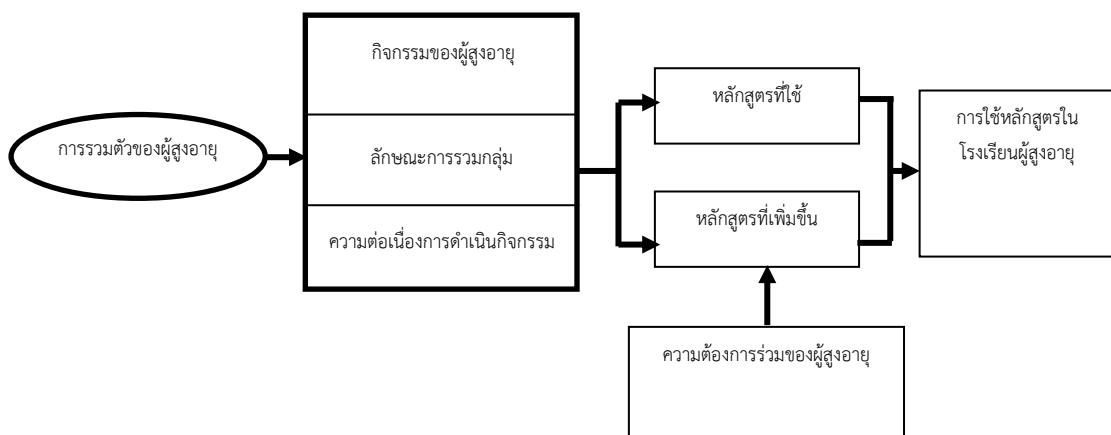 การรวมตัวของผู้สูงอายุ
กิจกรรมของผู้สูงอายุ
ลักษณะการรวมกลุ่ม
ความต่อเนื่องการดำเนินกิจกรรม
หลักสูตรที่ใช้
หลักสูตรที่เพิ่มขึ้น
ความต้องการร่วมของผู้สูงอายุ
การใช้หลักสูตรใน
โรงเรียนผู้สูงอายุ